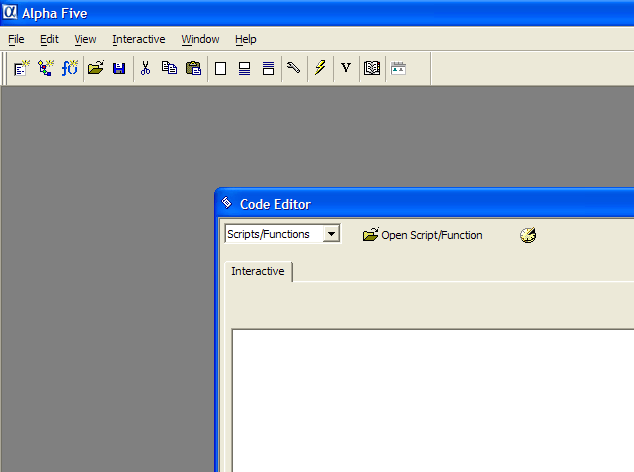 α Alpha Five
File Edit View Interactive Window Help
f() V
Code Editor
Scripts/Functions Open Script/Function
Interactive